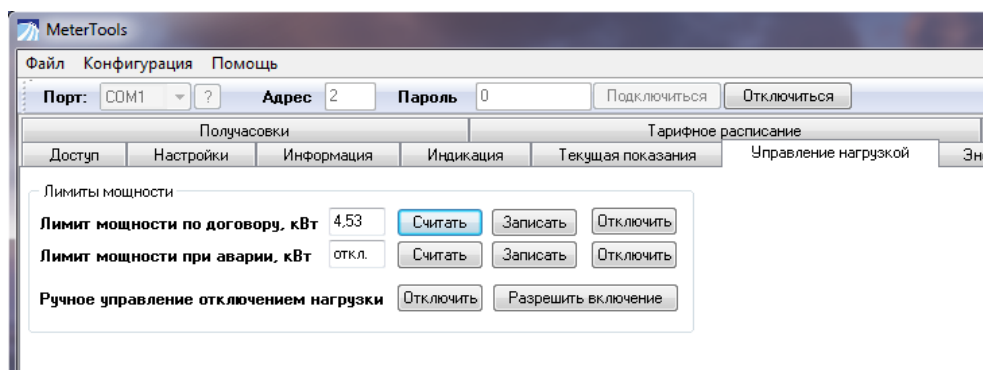 MeterTools
Файл Конфигурация Помощь
Порт: COM1 ? Адрес 2 Пароль 0 Подключиться Отключиться
Получасовки Тарифное расписание
Доступ Настройки Информация Индикация Текущая показания Управление нагрузкой Эн
Лимиты мощности
Лимит мощности по договору, кВт 4,53 Считать Записать Отключить
Лимит мощности при аварии, кВт откл. Считать Записать Отключить
Ручное управление отключением нагрузки Отключить Разрешить включение